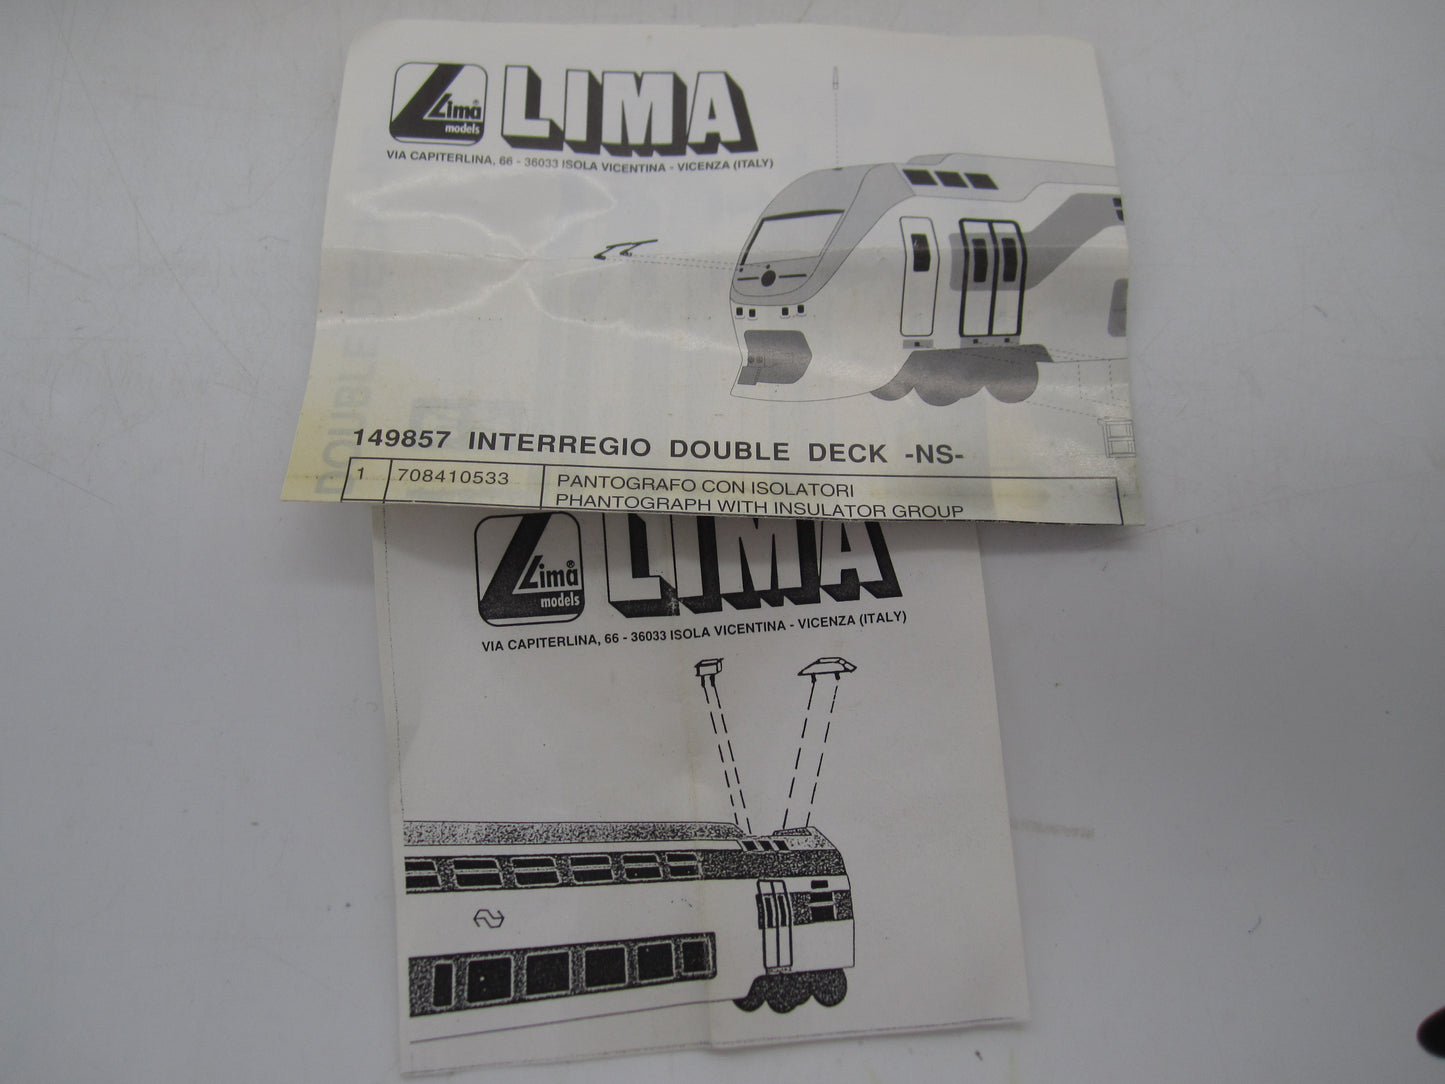 Lima®
models
LIMA
VIA CAPITERLINA, 66 - 36033 ISOLA VICENTINA - VICENZA (ITALY)
149857 INTERREGIO DOUBLE DECK -NS-
1 708410533 PANTOGRAFO CON ISOLATORI
PHANTOGRAPH WITH INSULATOR GROUP
Lima®
models
LIMA
VIA CAPITERLINA, 66 - 36033 ISOLA VICENTINA - VICENZA (ITALY)